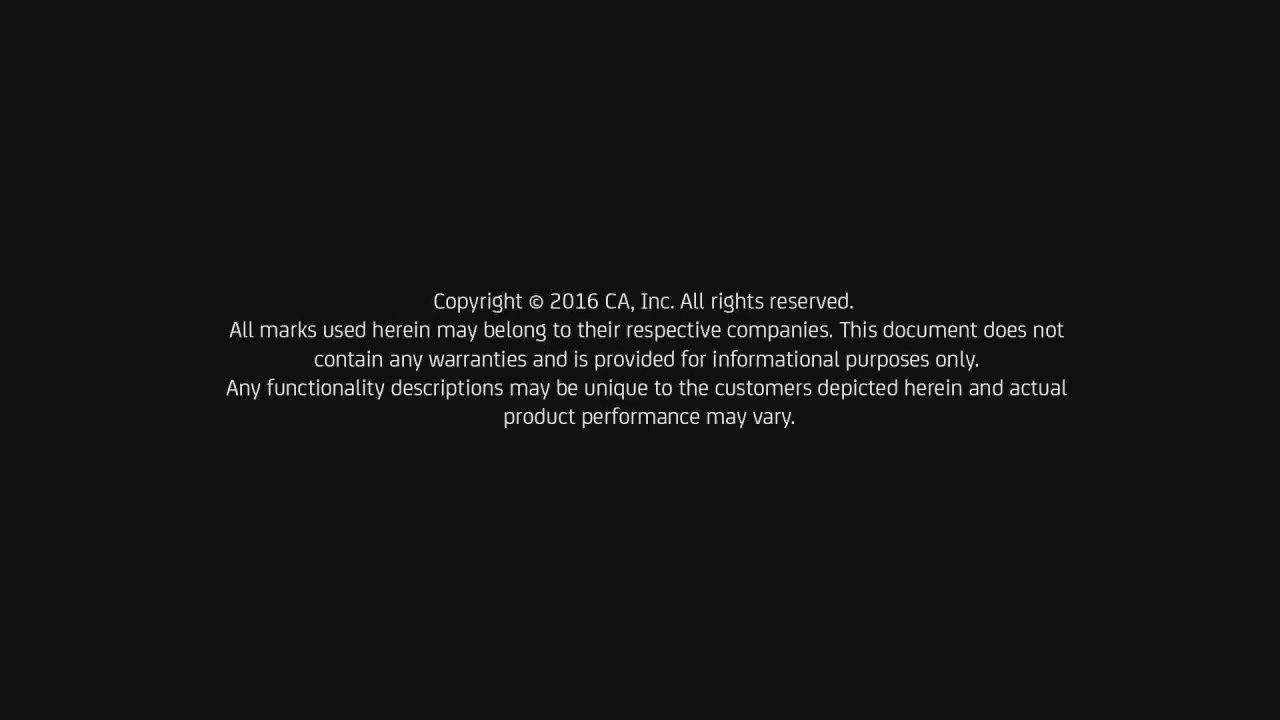 Copyright © 2016 CA, Inc. All rights reserved.
All marks used herein may belong to their respective companies. This document does not
contain any warranties and is provided for informational purposes only.
Any functionality descriptions may be unique to the customers depicted herein and actual
product performance may vary.